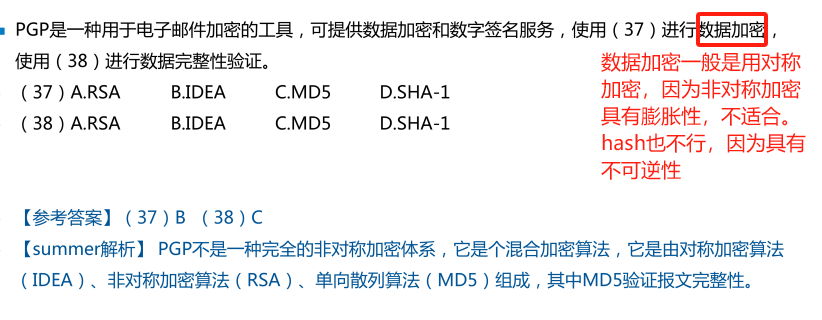 PGP是一种用于电子邮件加密的工具，可提供数据加密和数字签名服务，使用（37）进行数据加密，
使用（38）进行数据完整性验证。
（37）A.RSA B.IDEA C.MD5 D.SHA-1
（38）A.RSA B.IDEA C.MD5 D.SHA-1
数据加密一般是用对称
加密，因为非对称加密
具有膨胀性，不适合。
hash也不行，因为具有
不可逆性
【参考答案】（37）B （38）C
【summer解析】 PGP不是一种完全的非对称加密体系，它是个混合加密算法，它是由对称加密算法
（IDEA）、非对称加密算法（RSA）、单向散列算法（MD5）组成，其中MD5验证报文完整性。